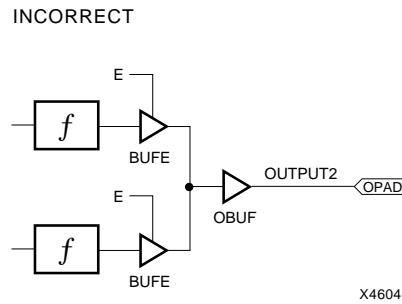 INCORRECT
E
f
BUFE
OUTPUT2
OPAD
OBUF
E
f
BUFE
X4604